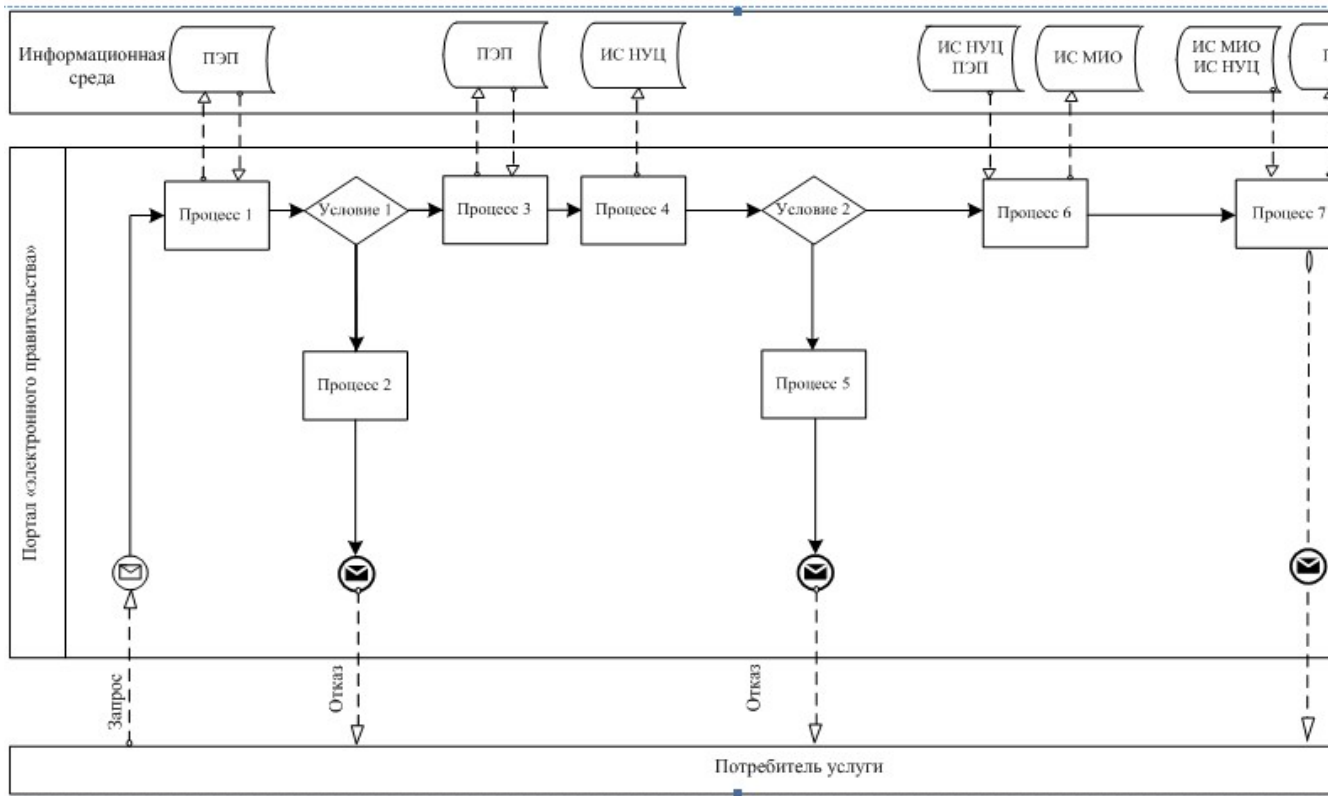 Информационная
среда
ПЭП
ПЭП
ИС НУЦ
ИС НУЦ
ПЭП
ИС МИО
ИС МИО
ИС НУЦ
Портал «электронного правительства»
Процесс 1
Условие 1
Процесс 3
Процесс 4
Условие 2
Процесс 6
Процесс 7
Процесс 2
Процесс 5
Запрос
Отказ
Отказ
Потребитель услуги